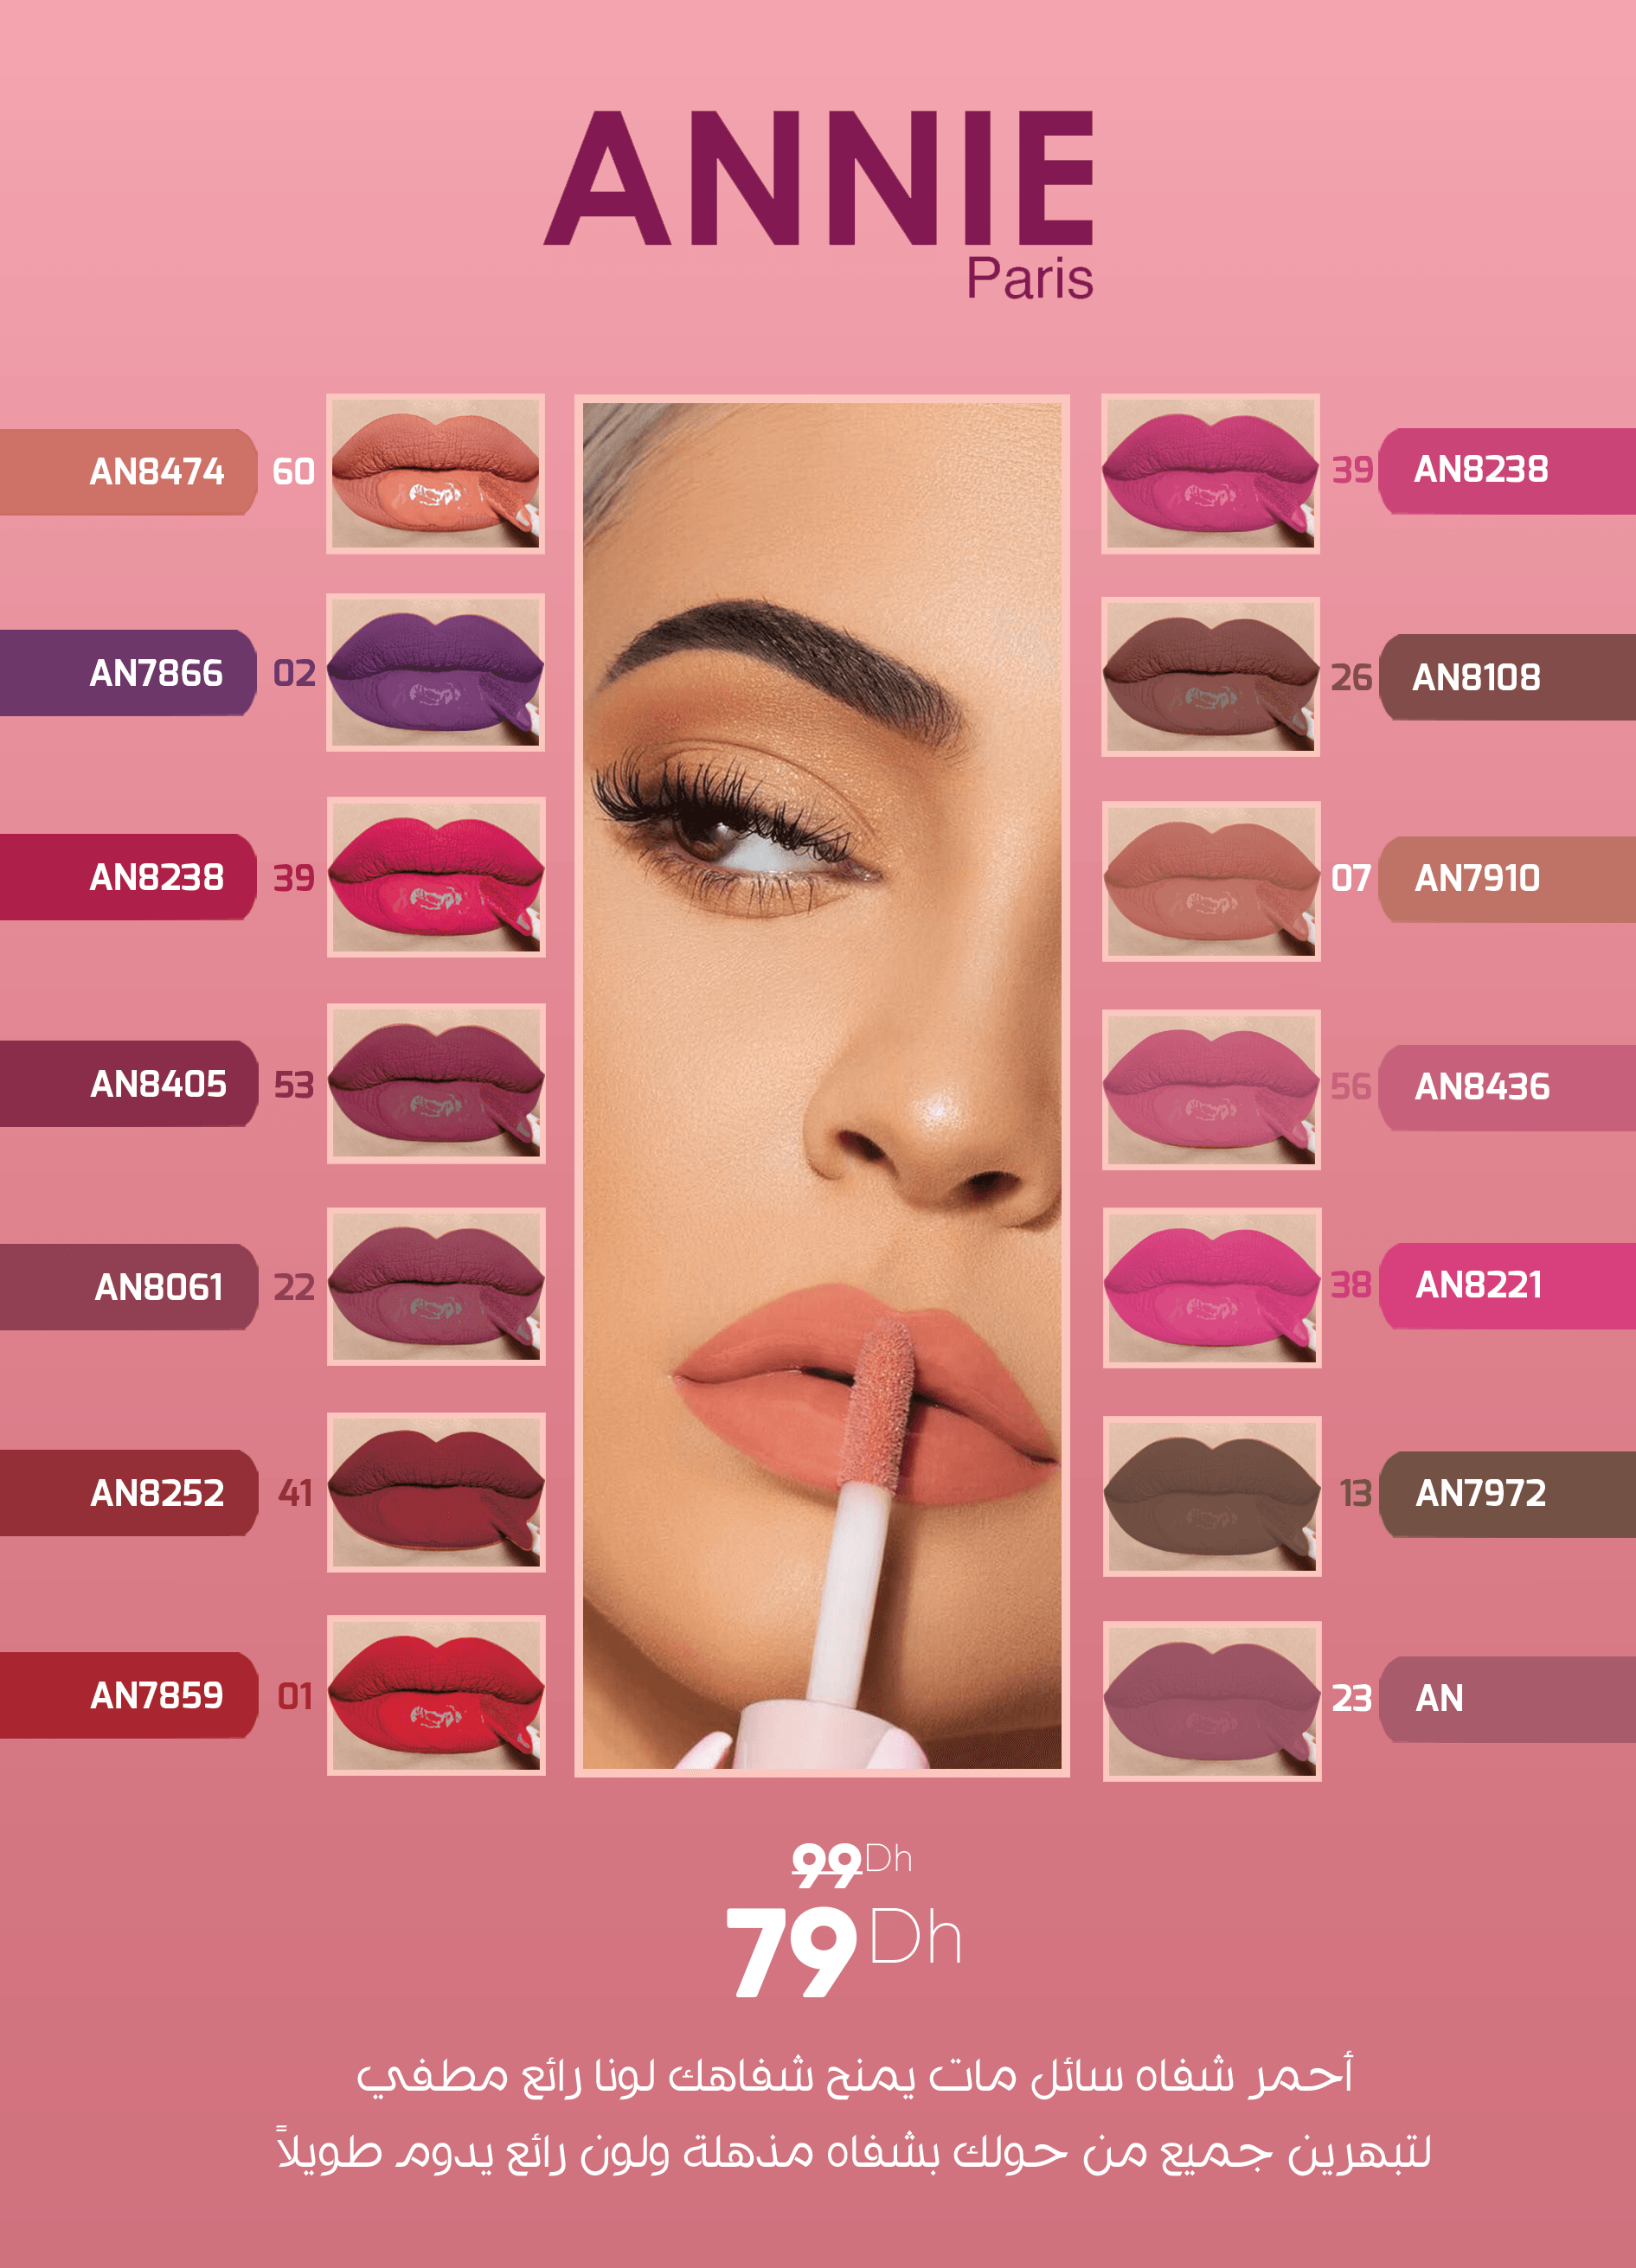 ANNIE
Paris
AN8474 60
39 AN8238
AN7866 02
26 AN8108
AN8238 39
07 AN7910
AN8405 53
56 AN8436
AN8061 22
38 AN8221
AN8252 41
13 AN7972
AN7859 01
23 AN
99Dh
79Dh
أحمر شفاه سائل مات يمنح شفاهك لونا رائع مطفي
لتبهرين جميع من حولك بشفاه مذهلة ولون رائع يدوم طويلاً